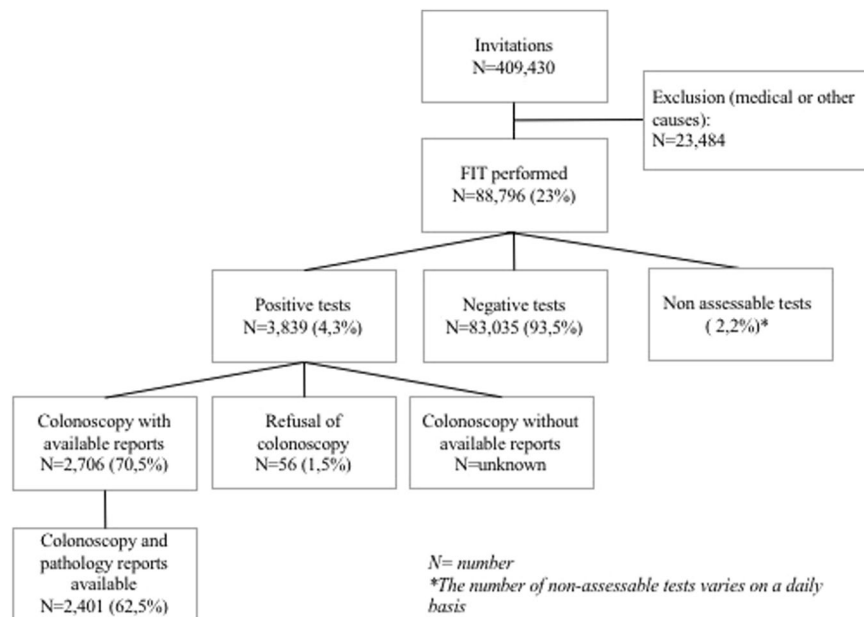 Invitations
N=409,430
Exclusion (medical or other
causes):
N=23,484
FIT performed
N=88,796 (23%)
Positive tests
N=3,839 (4,3%)
Negative tests
N=83,035 (93,5%)
Non assessable tests
( 2,2%)*
Colonoscopy with
available reports
N=2,706 (70,5%)
Refusal of
colonoscopy
N=56 (1,5%)
Colonoscopy without
available reports
N=unknown
Colonoscopy and
pathology reports
available
N=2,401 (62,5%)
N= number
*The number of non-assessable tests varies on a daily
basis